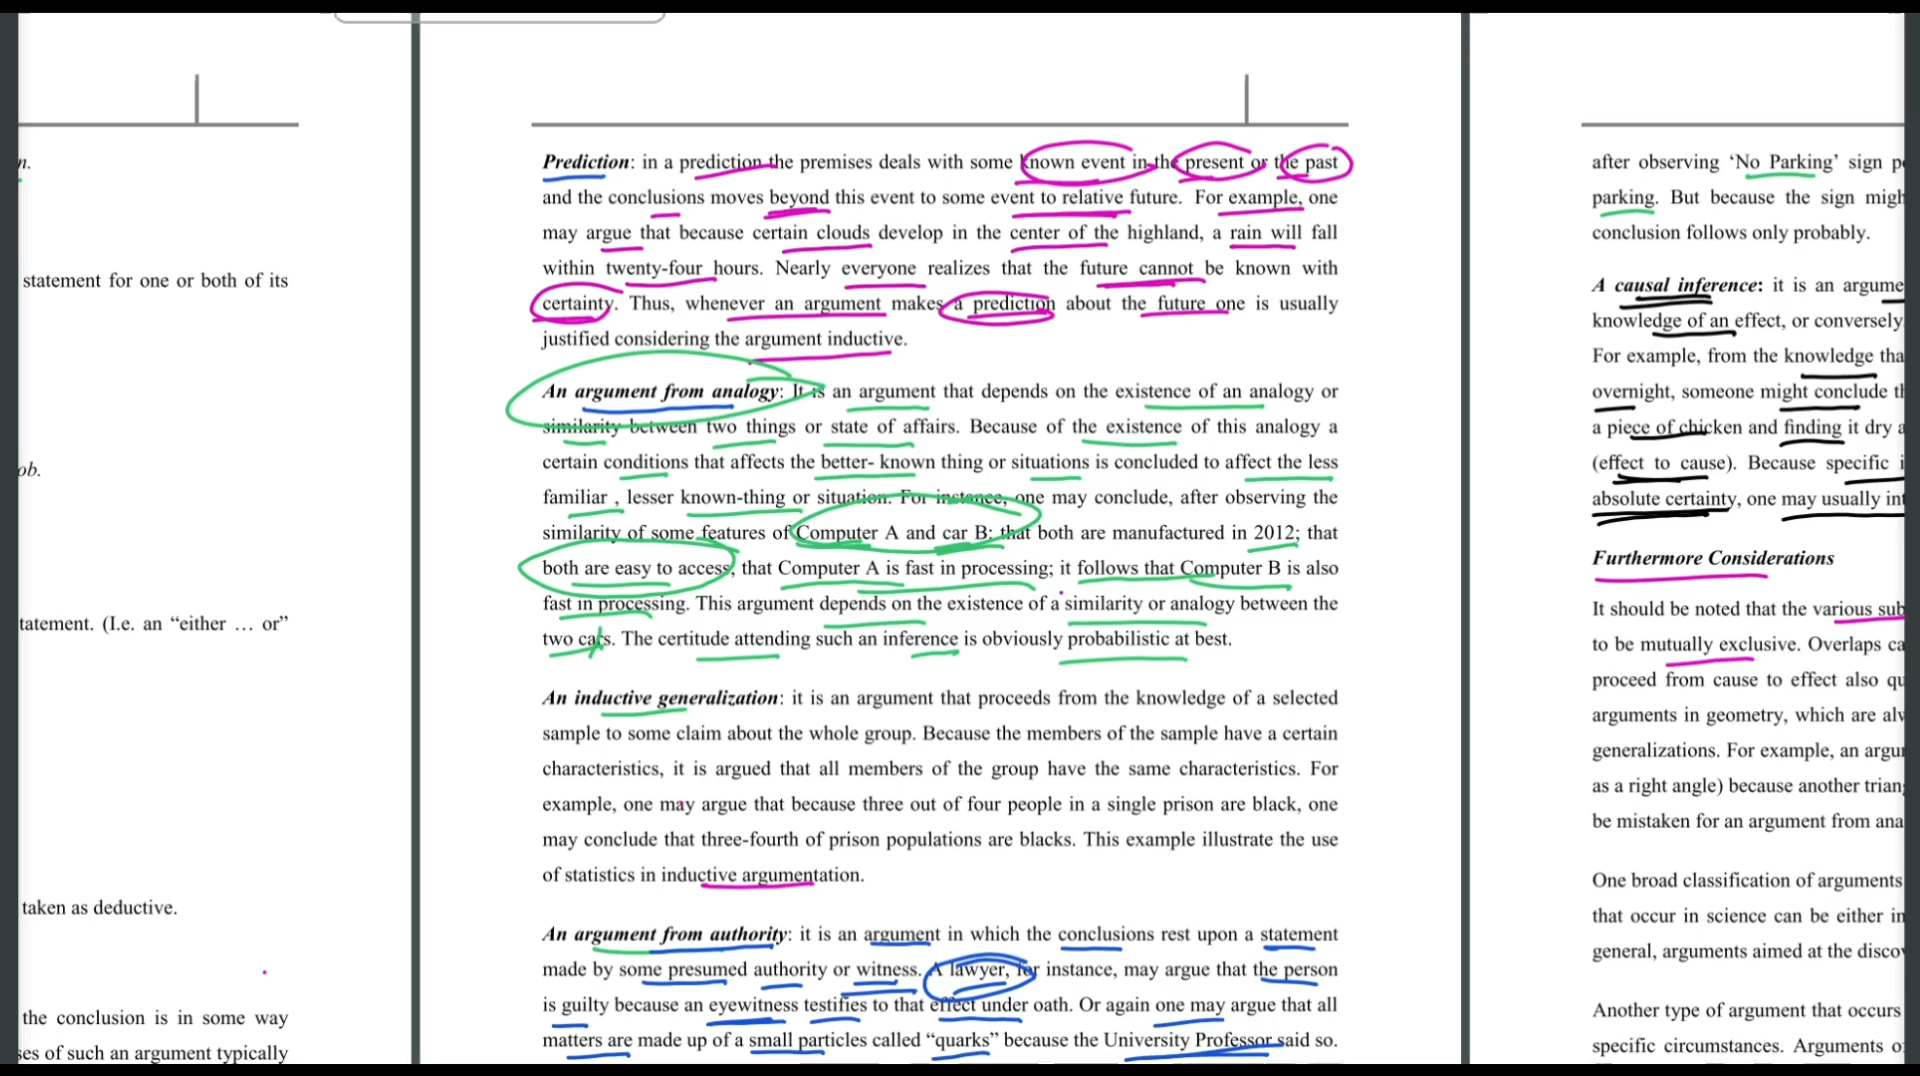 n.
statement for one or both of its
ob.
tatement. (I.e. an “either … or”
taken as deductive.
the conclusion is in some way
ses of such an argument typically
Prediction: in a prediction the premises deals with some known event in the present or the past
and the conclusions moves beyond this event to some event to relative future. For example, one
may argue that because certain clouds develop in the center of the highland, a rain will fall
within twenty-four hours. Nearly everyone realizes that the future cannot be known with
certainty. Thus, whenever an argument makes a prediction about the future one is usually
justified considering the argument inductive.
An argument from analogy: It is an argument that depends on the existence of an analogy or
similarity between two things or state of affairs. Because of the existence of this analogy a
certain conditions that affects the better- known thing or situations is concluded to affect the less
familiar , lesser known-thing or situation. For instance, one may conclude, after observing the
similarity of some features of Computer A and car B: that both are manufactured in 2012; that
both are easy to access, that Computer A is fast in processing; it follows that Computer B is also
fast in processing. This argument depends on the existence of a similarity or analogy between the
two cars. The certitude attending such an inference is obviously probabilistic at best.
An inductive generalization: it is an argument that proceeds from the knowledge of a selected
sample to some claim about the whole group. Because the members of the sample have a certain
characteristics, it is argued that all members of the group have the same characteristics. For
example, one may argue that because three out of four people in a single prison are black, one
may conclude that three-fourth of prison populations are blacks. This example illustrate the use
of statistics in inductive argumentation.
An argument from authority: it is an argument in which the conclusions rest upon a statement
made by some presumed authority or witness. A lawyer, for instance, may argue that the person
is guilty because an eyewitness testifies to that effect under oath. Or again one may argue that all
matters are made up of a small particles called “quarks” because the University Professor said so.
after observing ‘No Parking’ sign p
parking. But because the sign migh
conclusion follows only probably.
A causal inference: it is an argume
knowledge of an effect, or conversely
For example, from the knowledge tha
overnight, someone might conclude th
a piece of chicken and finding it dry a
(effect to cause). Because specific i
absolute certainty, one may usually int
Furthermore Considerations
It should be noted that the various sub
to be mutually exclusive. Overlaps ca
proceed from cause to effect also qu
arguments in geometry, which are alw
generalizations. For example, an argu
as a right angle) because another trian
be mistaken for an argument from ana
One broad classification of arguments
that occur in science can be either in
general, arguments aimed at the disco
Another type of argument that occurs
specific circumstances. Arguments o